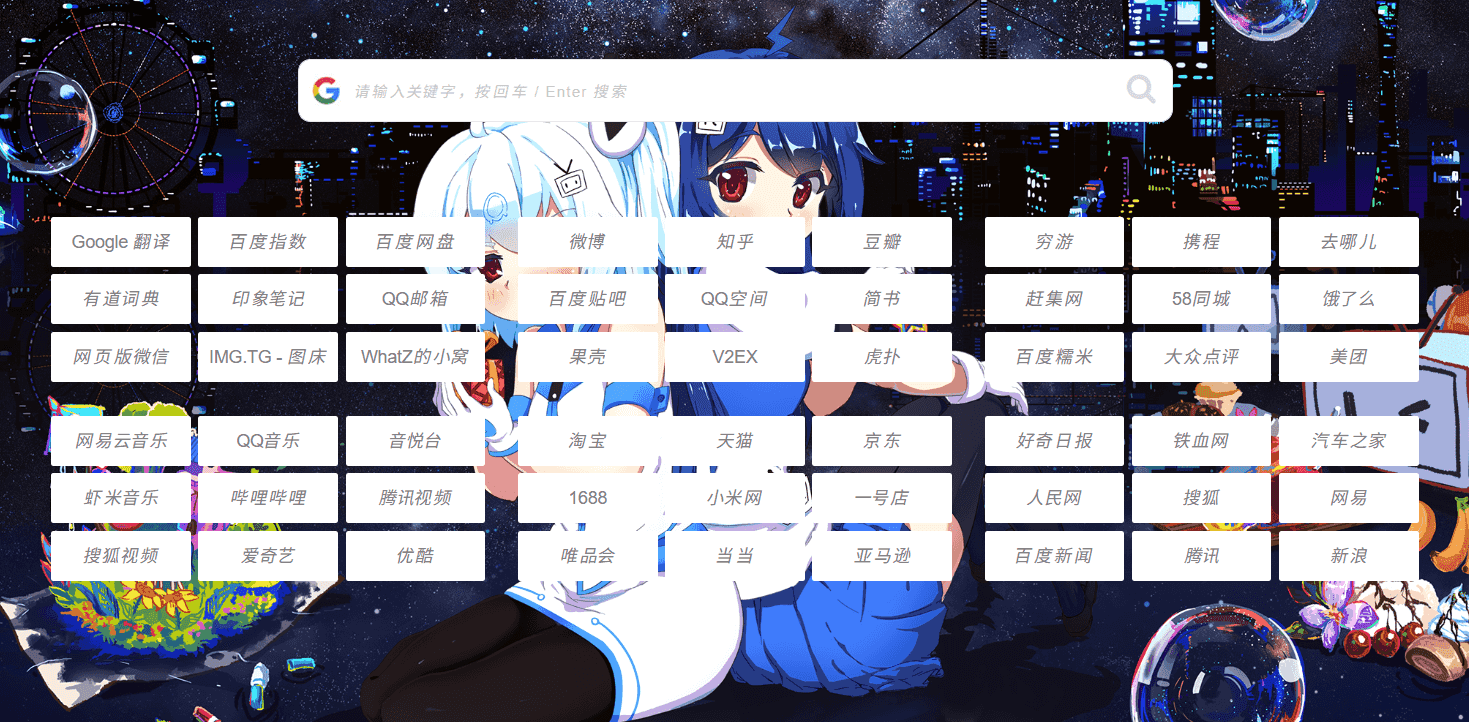 请输入关键字，按回车 / Enter 搜索
Google 翻译 百度指数 百度网盘 微博 知乎 豆瓣 穷游 携程 去哪儿
有道词典 印象笔记 QQ邮箱 百度贴吧 QQ空间 简书 赶集网 58同城 饿了么
网页版微信 IMG.TG - 图床 WhatZ的小窝 果壳 V2EX 虎扑 百度糯米 大众点评 美团
网易云音乐 QQ音乐 音悦台 淘宝 天猫 京东 好奇日报 铁血网 汽车之家
虾米音乐 哔哩哔哩 腾讯视频 1688 小米网 一号店 人民网 搜狐 网易
搜狐视频 爱奇艺 优酷 唯品会 当当 亚马逊 百度新闻 腾讯 新浪